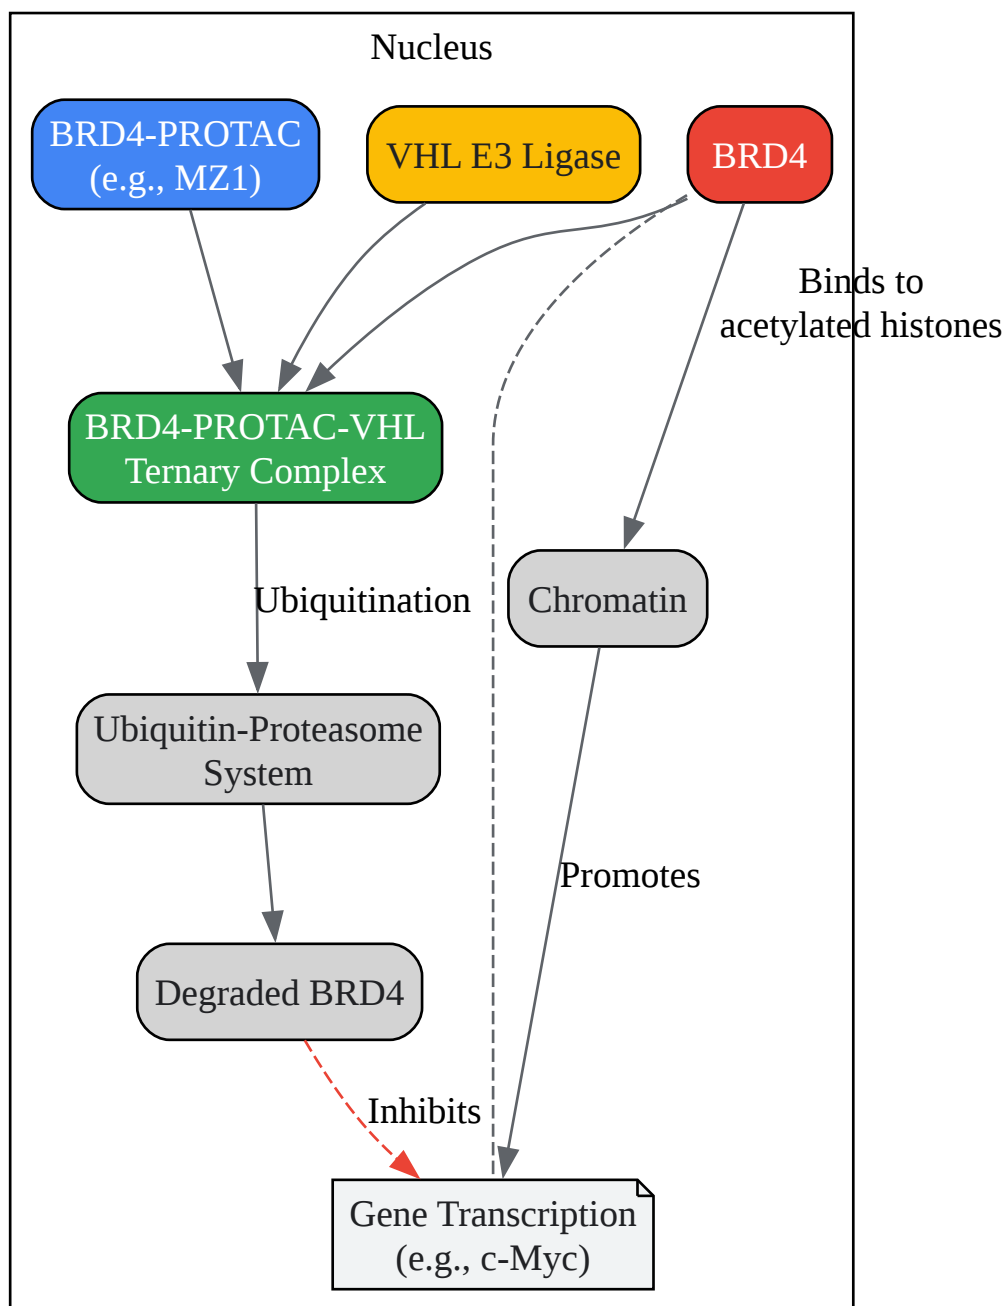 Nucleus
BRD4-PROTAC
(e.g., MZ1)
VHL E3 Ligase
BRD4
Binds to
acetylated histones
BRD4-PROTAC-VHL
Ternary Complex
Ubiquitination
Chromatin
Ubiquitin-Proteasome
System
Promotes
Degraded BRD4
Inhibits
Gene Transcription
(e.g., c-Myc)